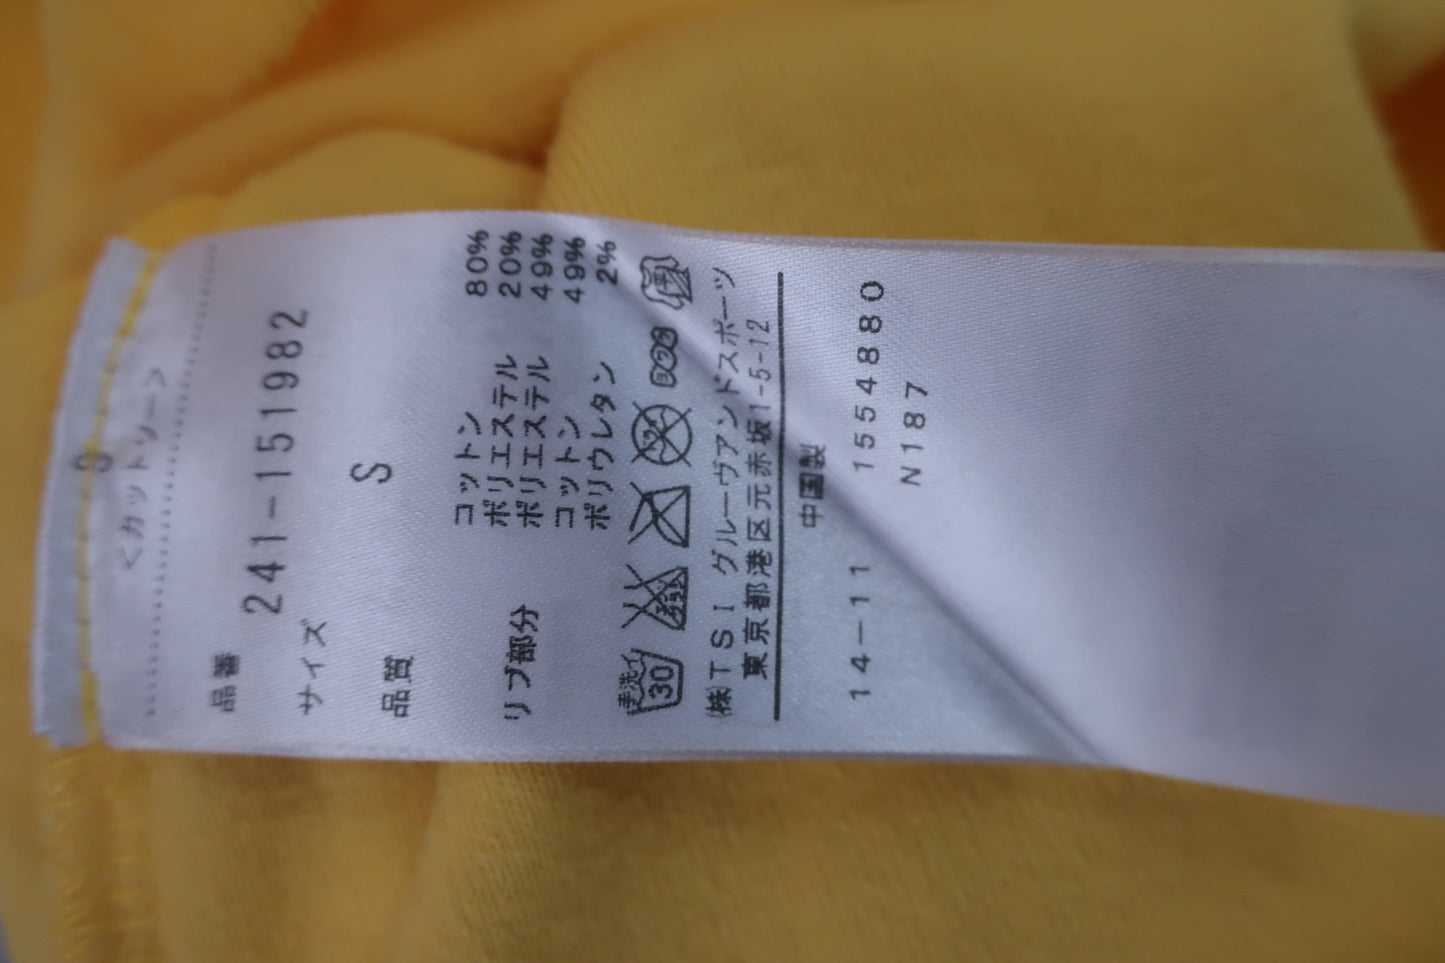 S
<カットソー>
品番
241-151982
サイズ
S
品質
コットン 80%
ポリエステル 20%
リブ部分 ポリエステル 49%
コットン 49%
ポリウレタン 2%
手洗イ
30
㈱TSI グルーヴアンドスポーツ
東京都港区元赤坂1-5-12
中国製
14-11 1554880
N187